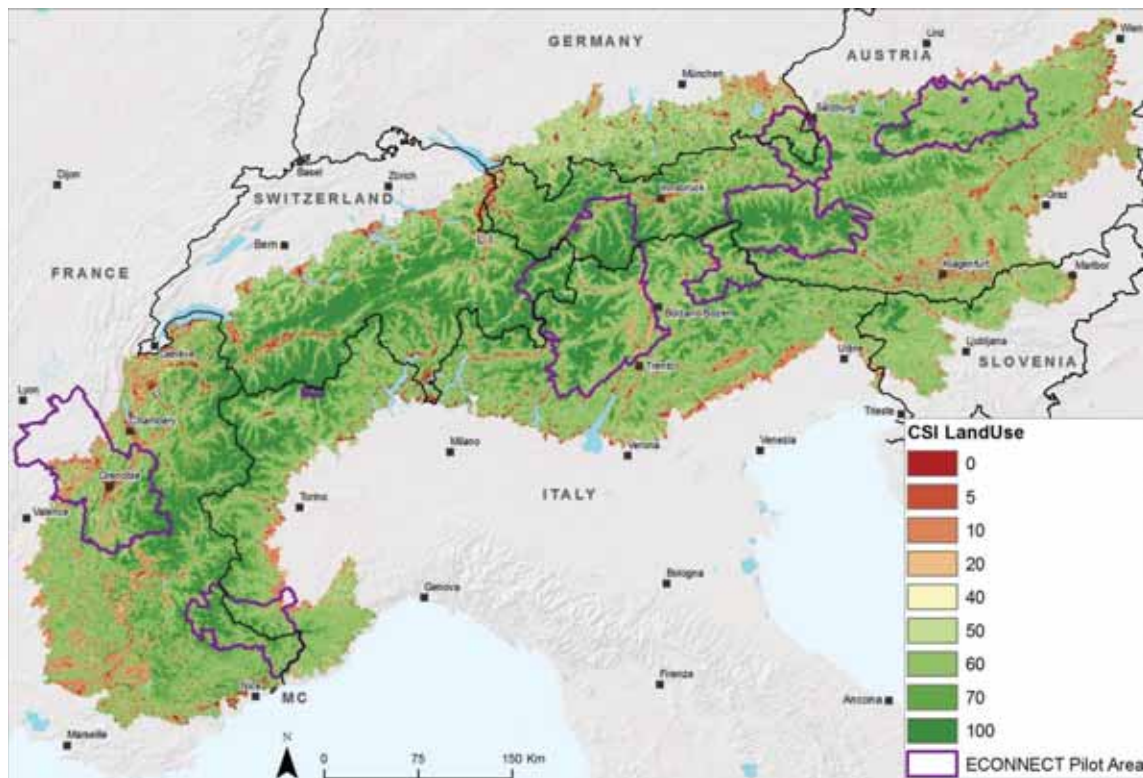 GERMANY
Linz
Wien
AUSTRIA
München
Salzburg
Basel
Dijon
Zürich
SWITZERLAND
Innsbruck
Graz
Bern
FRANCE
Klagenfurt
Maribor
Bolzano-Bozen
Genève
Ljubljana
Udine
SLOVENIA
Trento
Lyon
Chambéry
Trieste
Milano
Verona
Venezia
Grenoble
ITALY
Torino
Valence
Bologna
Genova
Firenze
Nice
MC
Ancona
Marseille
N
0 75 150 Km
CSI LandUse
0
5
10
20
40
50
60
70
100
ECONNECT Pilot Area